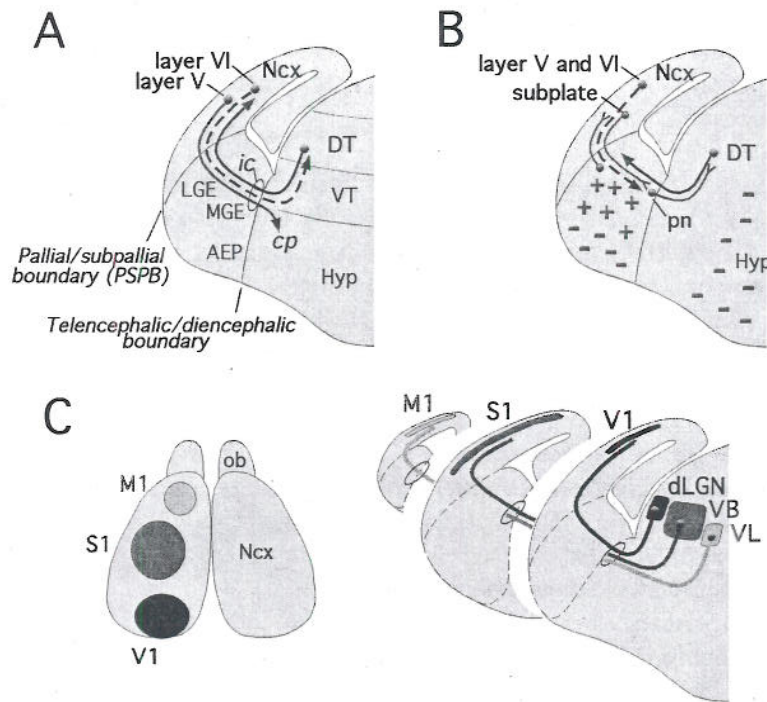 A
layer VI
layer V
Ncx
DT
ic
LGE
VT
MGE
cp
AEP
Hyp
Pallial/subpallial
boundary (PSPB)
Telencephalic/diencephalic
boundary
B
layer V and VI
Ncx
subplate
DT
+ +
+ + +
+ +
pn
Hyp
C
M1
ob
S1
Ncx
V1
M1
S1
V1
dLGN
VB
VL